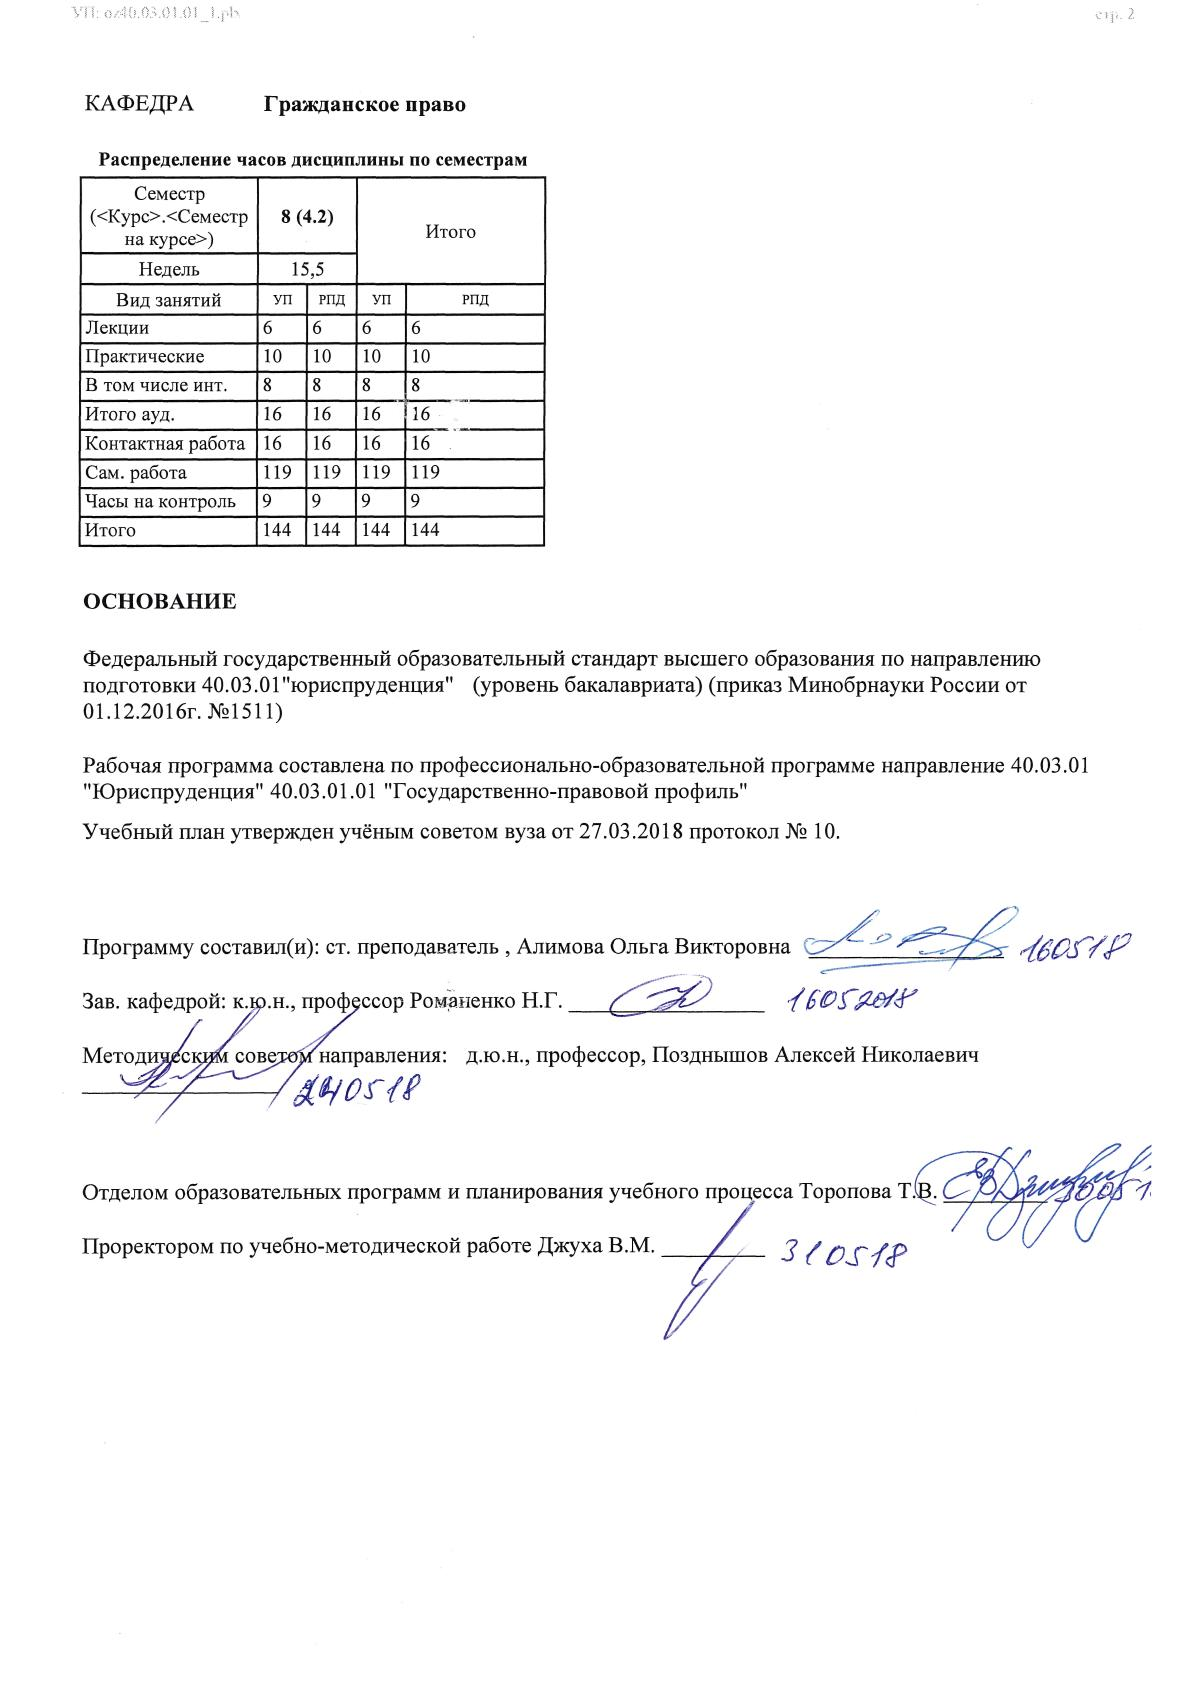 УП: oz40.03.01.01_1.plx
стр. 2
КАФЕДРА Гражданское право
Распределение часов дисциплины по семестрам
Семестр
(<Курс>.<Семестр
на курсе>)
8 (4.2)
Итого
Недель 15,5
Вид занятий УП РПД УП РПД
Лекции 6 6 6 6
Практические 10 10 10 10
В том числе инт. 8 8 8 8
Итого ауд. 16 16 16 16
Контактная работа 16 16 16 16
Сам. работа 119 119 119 119
Часы на контроль 9 9 9 9
Итого 144 144 144 144
ОСНОВАНИЕ
Федеральный государственный образовательный стандарт высшего образования по направлению
подготовки 40.03.01"юриспруденция" (уровень бакалавриата) (приказ Минобрнауки России от
01.12.2016г. №1511)
Рабочая программа составлена по профессионально-образовательной программе направление 40.03.01
"Юриспруденция" 40.03.01.01 "Государственно-правовой профиль"
Учебный план утвержден учёным советом вуза от 27.03.2018 протокол № 10.
Программу составил(и): ст. преподаватель , Алимова Ольга Викторовна 160518
Зав. кафедрой: к.ю.н., профессор Романенко Н.Г. 16052018
Методическим советом направления: д.ю.н., профессор, Позднышов Алексей Николаевич
Отделом образовательных программ и планирования учебного процесса Торопова Т.В.
Проректором по учебно-методической работе Джуха В.М. 310518